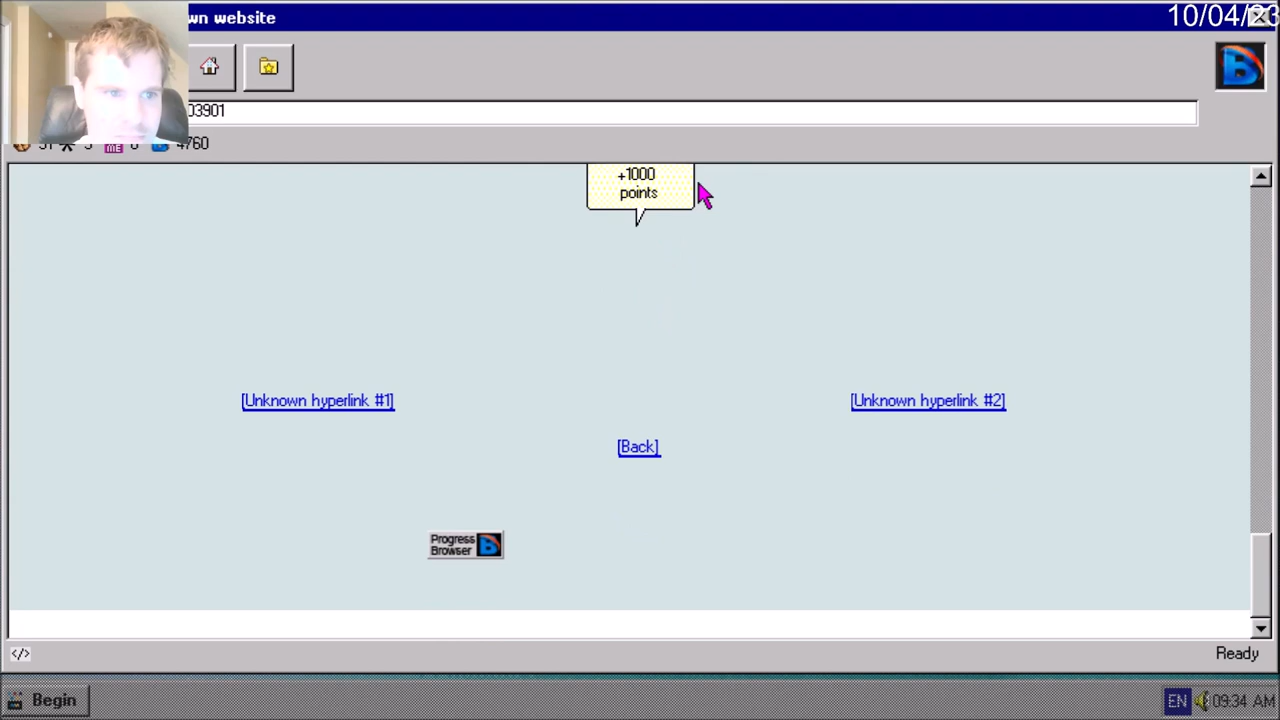 wn website
10/04/23
03901
4760
+1000
points
[Unknown hyperlink #1]
[Unknown hyperlink #2]
[Back]
Progress
Browser
</>
Ready
Begin
EN
09:34 AM